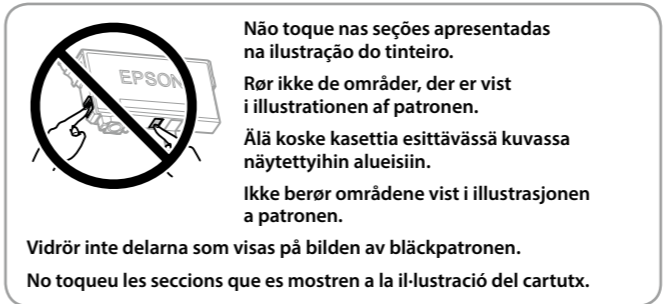 EPSON
Não toque nas seções apresentadas
na ilustração do tinteiro.
Rør ikke de områder, der er vist
i illustrationen af patronen.
Älä koske kasettia esittävässä kuvassa
näytettyihin alueisiin.
Ikke berør områdene vist i illustrasjonen
a patronen.
Vidrör inte delarna som visas på bilden av bläckpatronen.
No toqueu les seccions que es mostren a la il·lustració del cartutx.